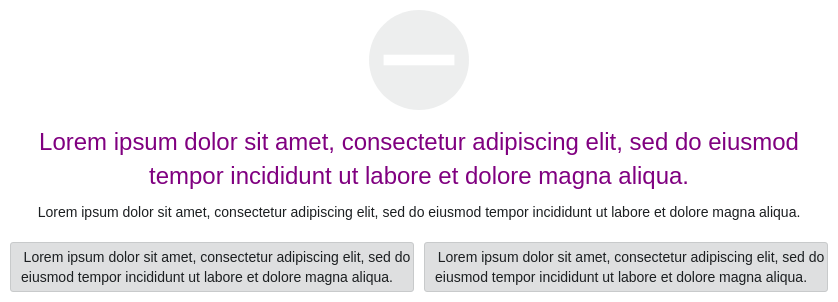 Lorem ipsum dolor sit amet, consectetur adipiscing elit, sed do eiusmod
tempor incididunt ut labore et dolore magna aliqua.
Lorem ipsum dolor sit amet, consectetur adipiscing elit, sed do eiusmod tempor incididunt ut labore et dolore magna aliqua.
Lorem ipsum dolor sit amet, consectetur adipiscing elit, sed do
eiusmod tempor incididunt ut labore et dolore magna aliqua.
Lorem ipsum dolor sit amet, consectetur adipiscing elit, sed do
eiusmod tempor incididunt ut labore et dolore magna aliqua.